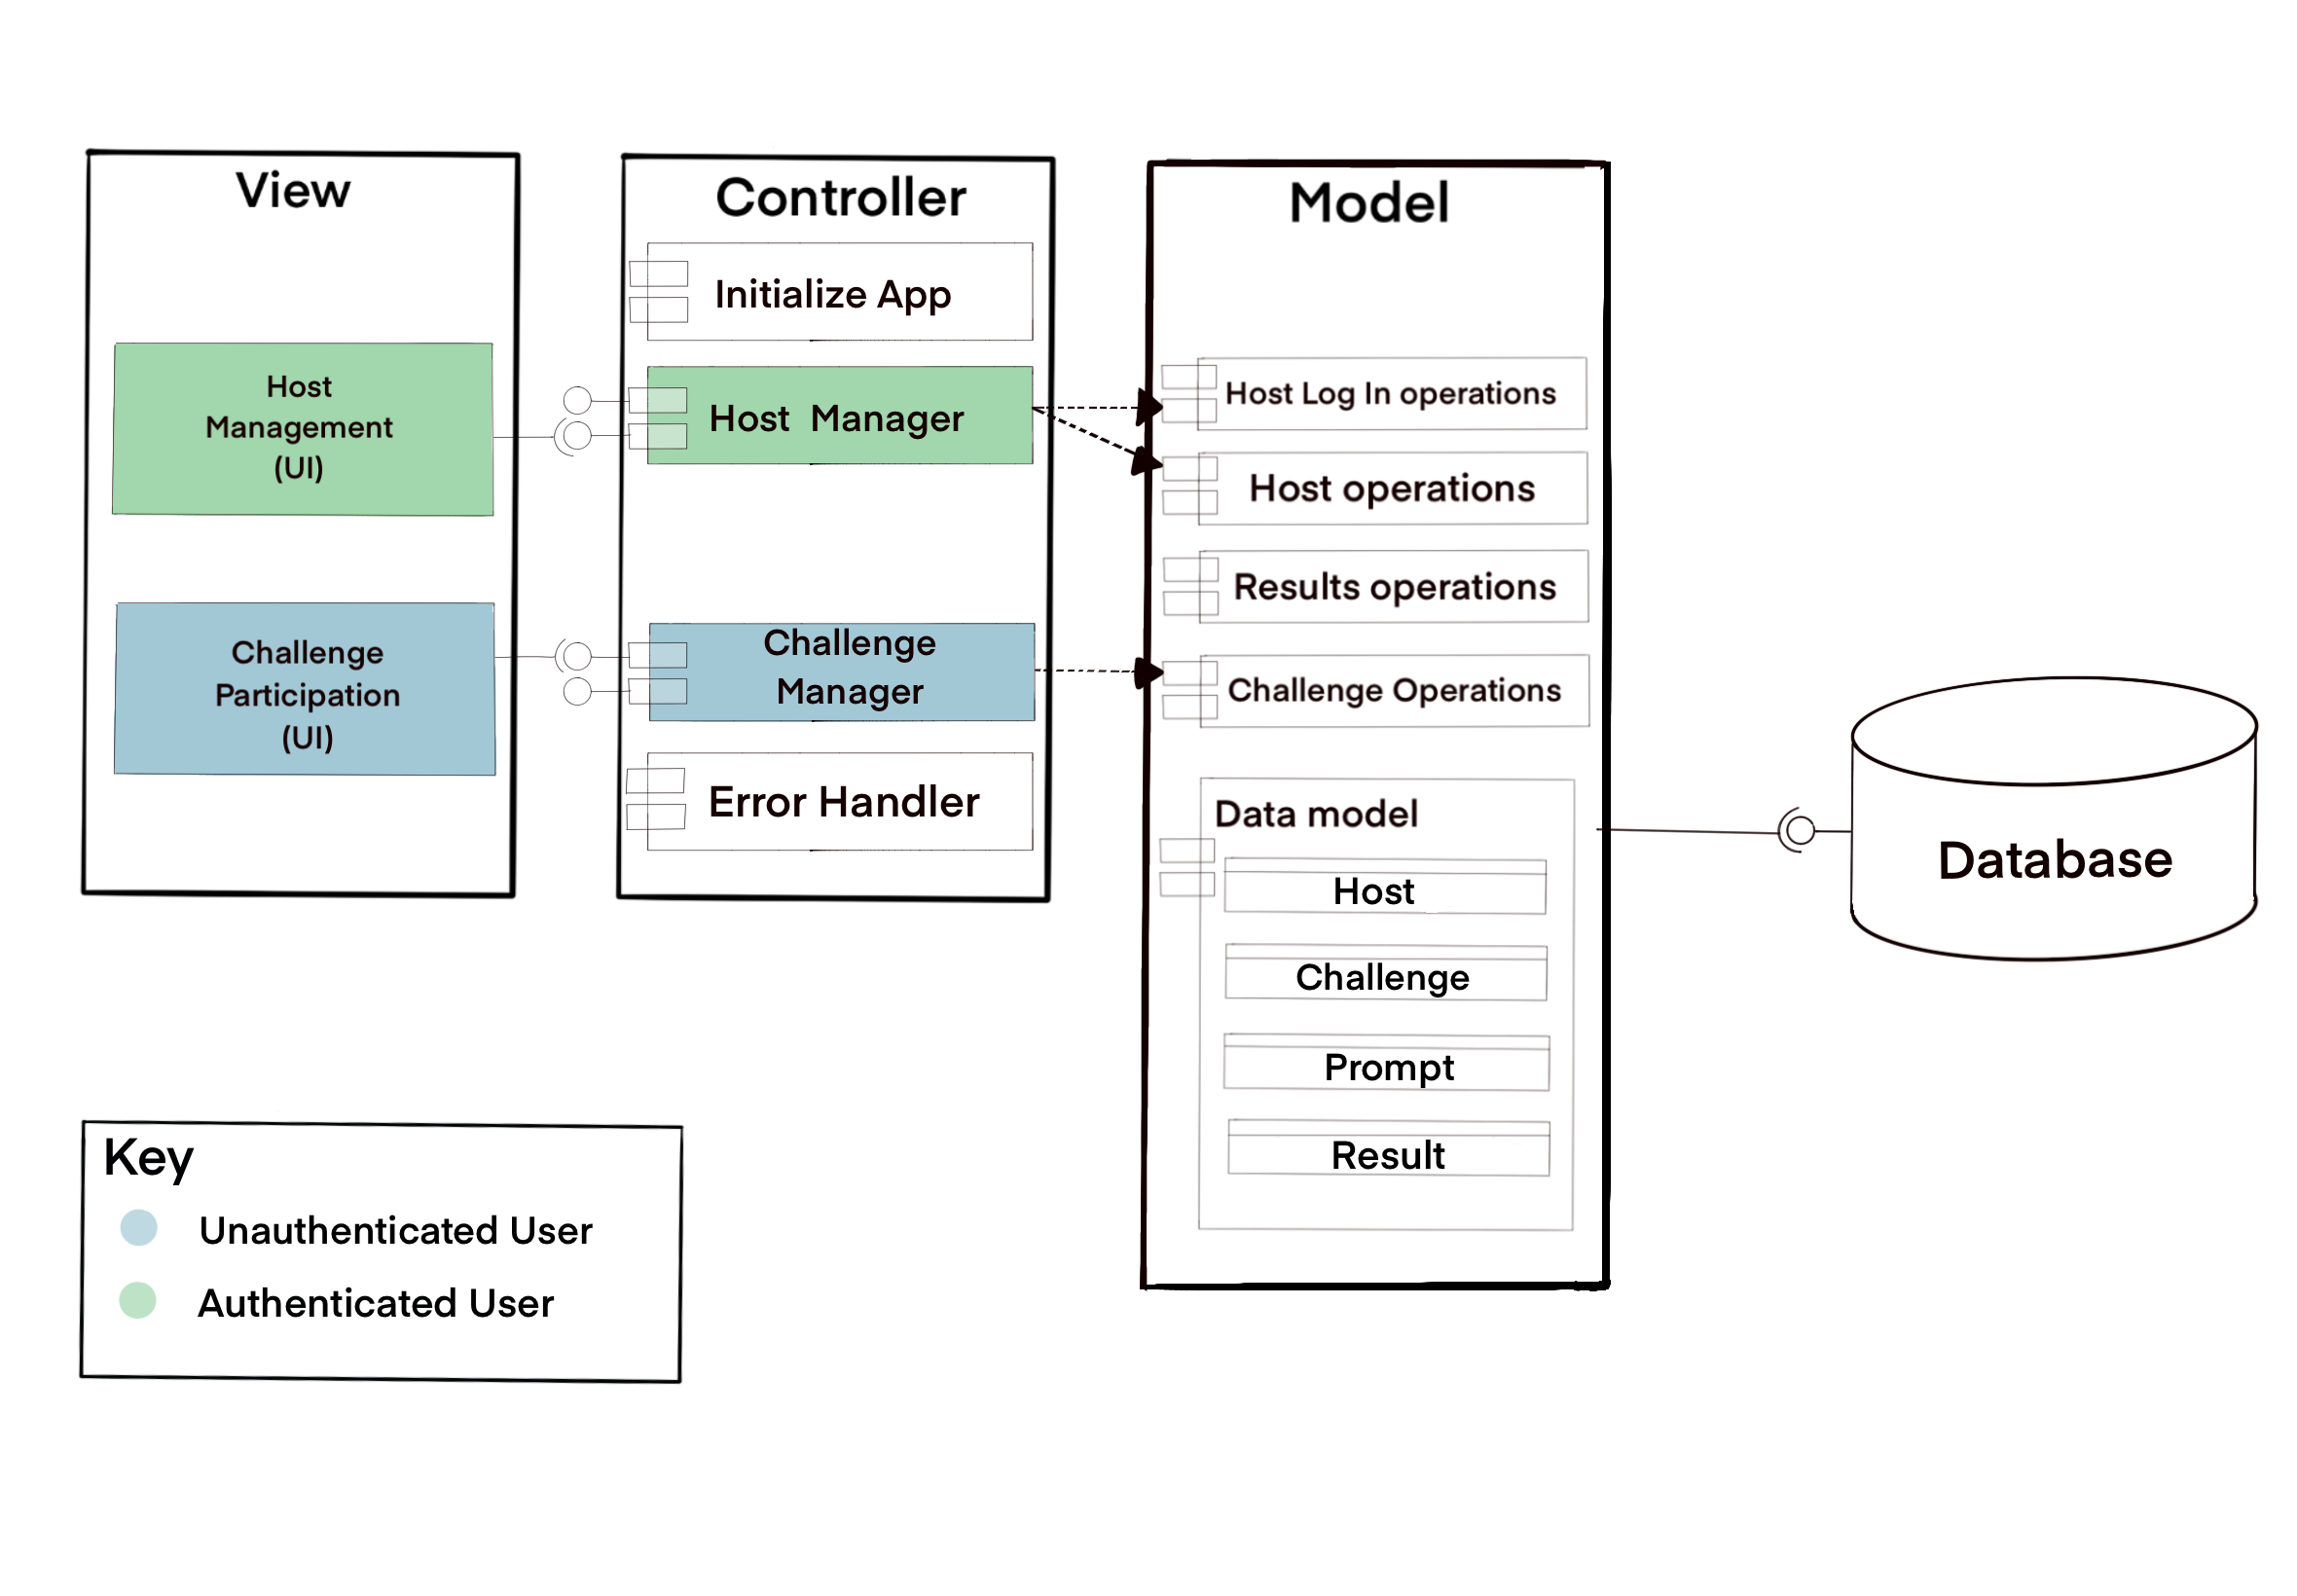 View
Host
Management
(UI)
Challenge
Participation
(UI)
Controller
Initialize App
Host Manager
Challenge
Manager
Error Handler
Model
Host Log In operations
Host operations
Results operations
Challenge Operations
Data model
Host
Challenge
Prompt
Result
Database
Key
Unauthenticated User
Authenticated User